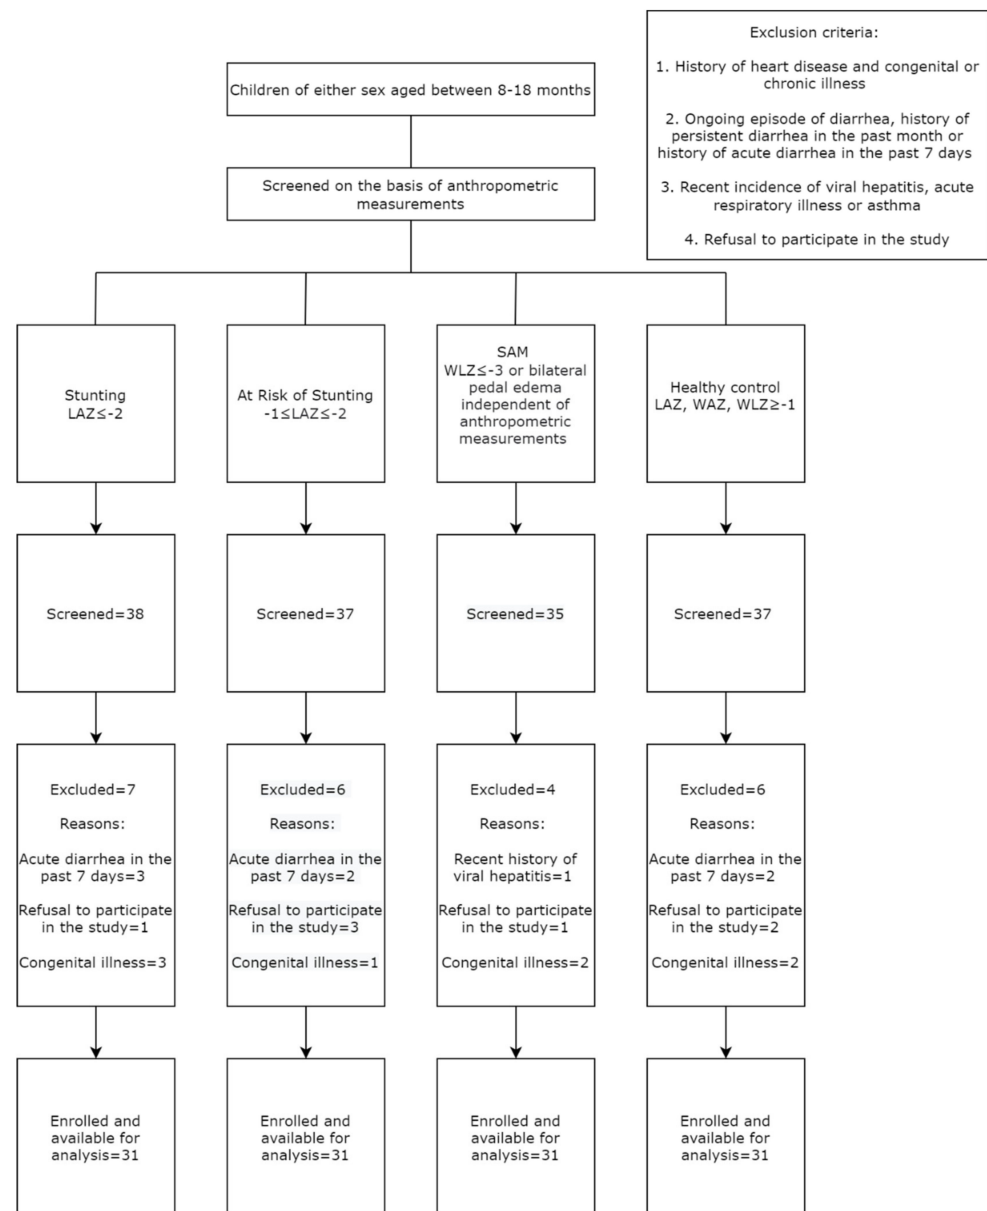 Children of either sex aged between 8-18 months
Screened on the basis of anthropometric
measurements
Exclusion criteria:
1. History of heart disease and congenital or
chronic illness
2. Ongoing episode of diarrhea, history of
persistent diarrhea in the past month or
history of acute diarrhea in the past 7 days
3. Recent incidence of viral hepatitis, acute
respiratory illness or asthma
4. Refusal to participate in the study
Stunting
LAZ≤-2
At Risk of Stunting
-1≤LAZ≤-2
SAM
WLZ≤-3 or bilateral
pedal edema
independent of
anthropometric
measurements
Healthy control
LAZ, WAZ, WLZ≥-1
Screened=38
Screened=37
Screened=35
Screened=37
Excluded=7
Reasons:
Acute diarrhea in the
past 7 days=3
Refusal to participate
in the study=1
Congenital illness=3
Excluded=6
Reasons:
Acute diarrhea in the
past 7 days=2
Refusal to participate
in the study=3
Congenital illness=1
Excluded=4
Reasons:
Recent history of
viral hepatitis=1
Refusal to participate
in the study=1
Congenital illness=2
Excluded=6
Reasons:
Acute diarrhea in the
past 7 days=2
Refusal to participate
in the study=2
Congenital illness=2
Enrolled and
available for
analysis=31
Enrolled and
available for
analysis=31
Enrolled and
available for
analysis=31
Enrolled and
available for
analysis=31